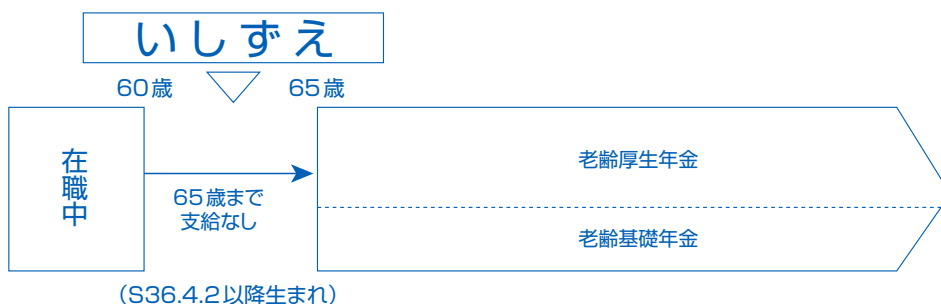 いしずえ
60歳
65歳
在職中
65歳まで
支給なし
老齢厚生年金
老齢基礎年金
(S36.4.2以降生まれ)